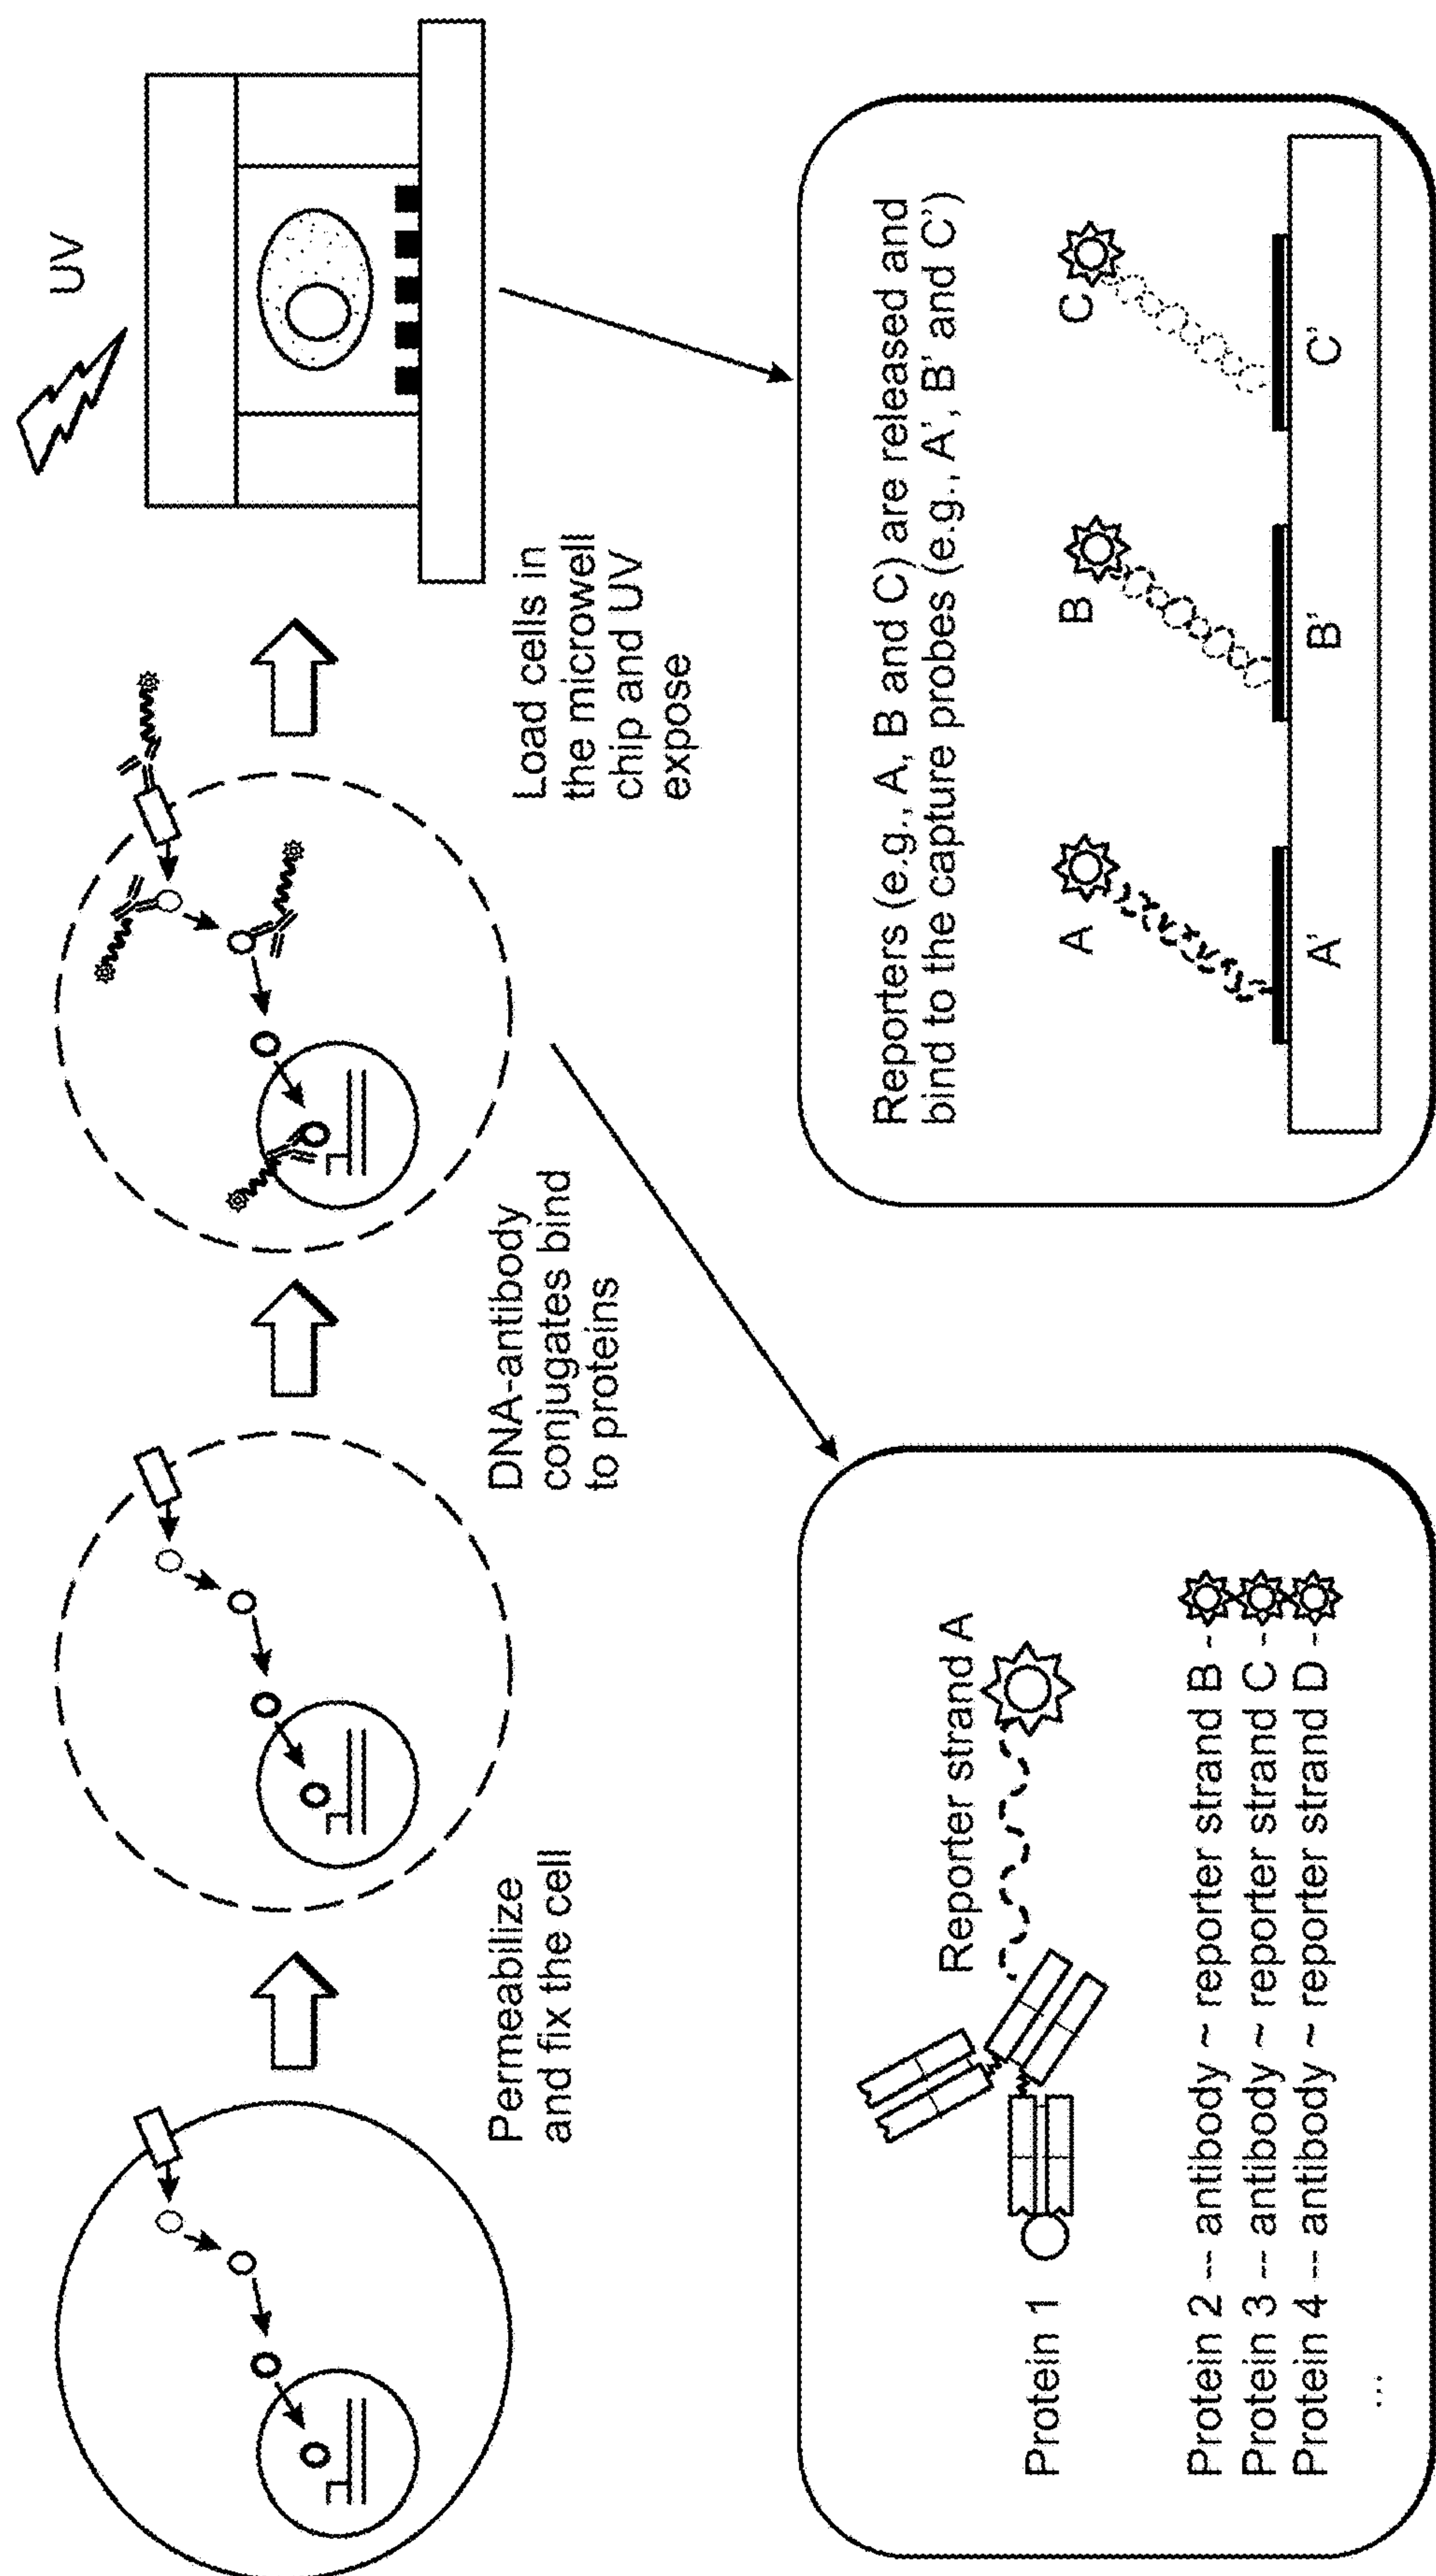 Permeabilize
and fix the cell
DNA-antibody
conjugates bind
to proteins
Load cells in
the microwell
chip and UV
expose
UV
Reporter strand A
Protein 1
Protein 2 --- antibody ~ reporter strand B -
Protein 3 --- antibody ~ reporter strand C -
Protein 4 --- antibody ~ reporter strand D -
...
Reporters (e.g., A, B and C) are released and
bind to the capture probes (e.g., A', B' and C')
A
B
C
A'
B'
C'